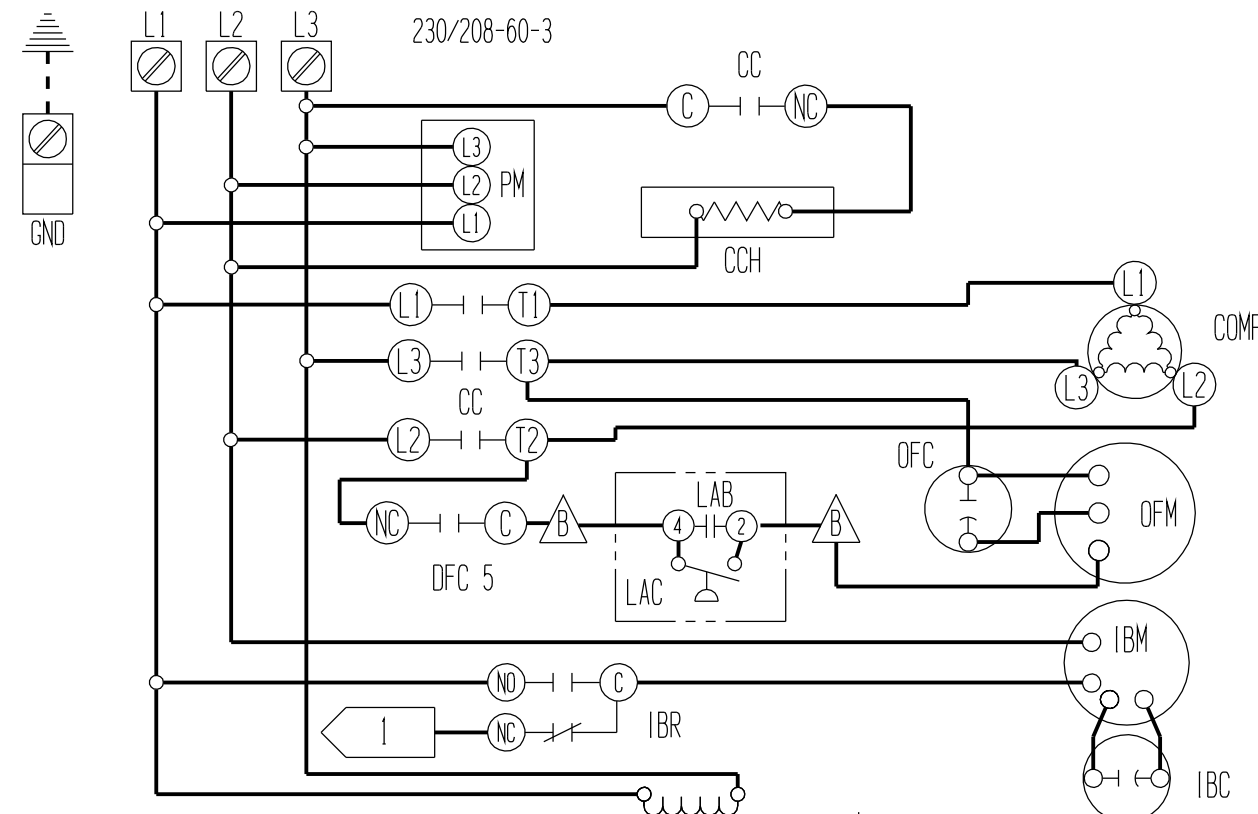 L1 L2 L3 230/208-60-3
CC
C NC
L3
L2 PM
L1
GND
CCH
L1 T1 L1
COMP
L3 T3 L3 L2
CC
L2 T2
OFC
LAB
NC C B 4 2 B OFM
DFC 5
LAC
IBM
NO C
1 NC IBR
IBC